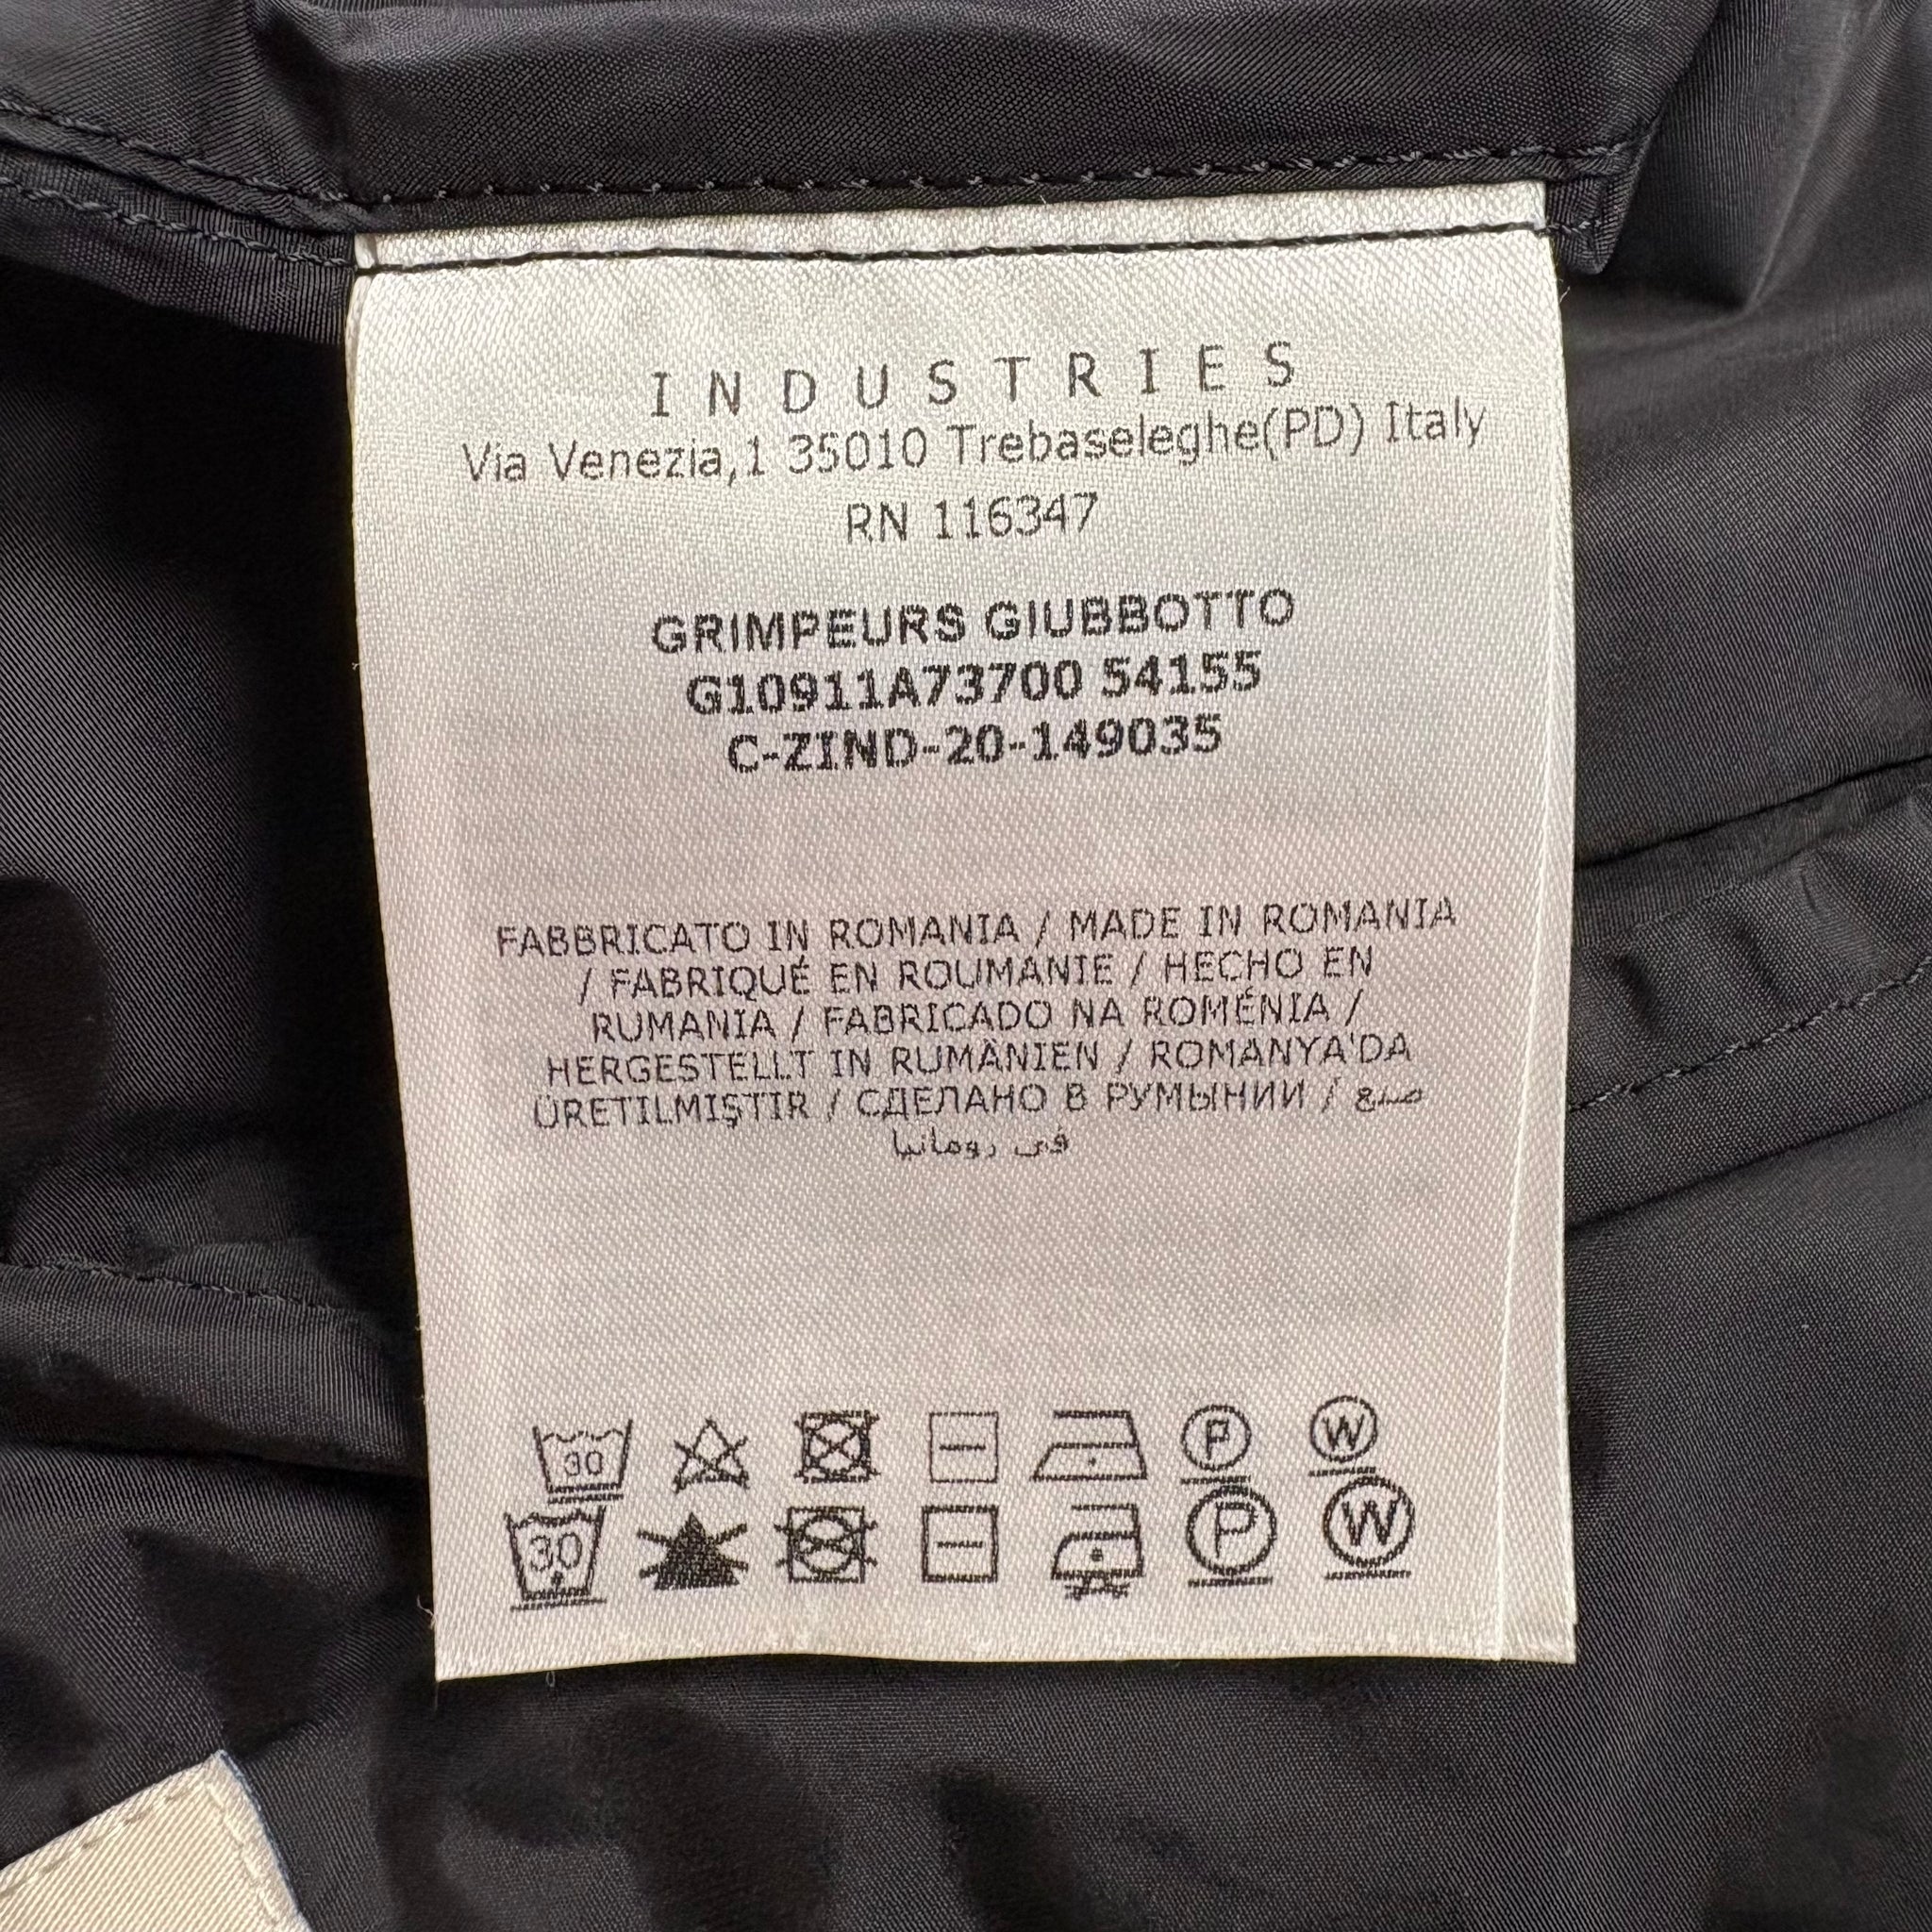 INDUSTRIES
Via Venezia,1 35010 Trebaseleghe(PD) Italy
RN 116347
GRIMPEURS GIUBBOTTO
G10911A73700 54155
C-ZIND-20-149035
FABBRICATO IN ROMANIA / MADE IN ROMANIA
/ FABRIQUÉ EN ROUMANIE / HECHO EN
RUMANIA / FABRICADO NA ROMÉNIA /
HERGESTELLT IN RUMÄNIEN / ROMANYA'DA
ÜRETILMIŞTIR / СДЕЛАНО В РУМЫНИИ / صنع
في رومانيا
30 P W
30 P W